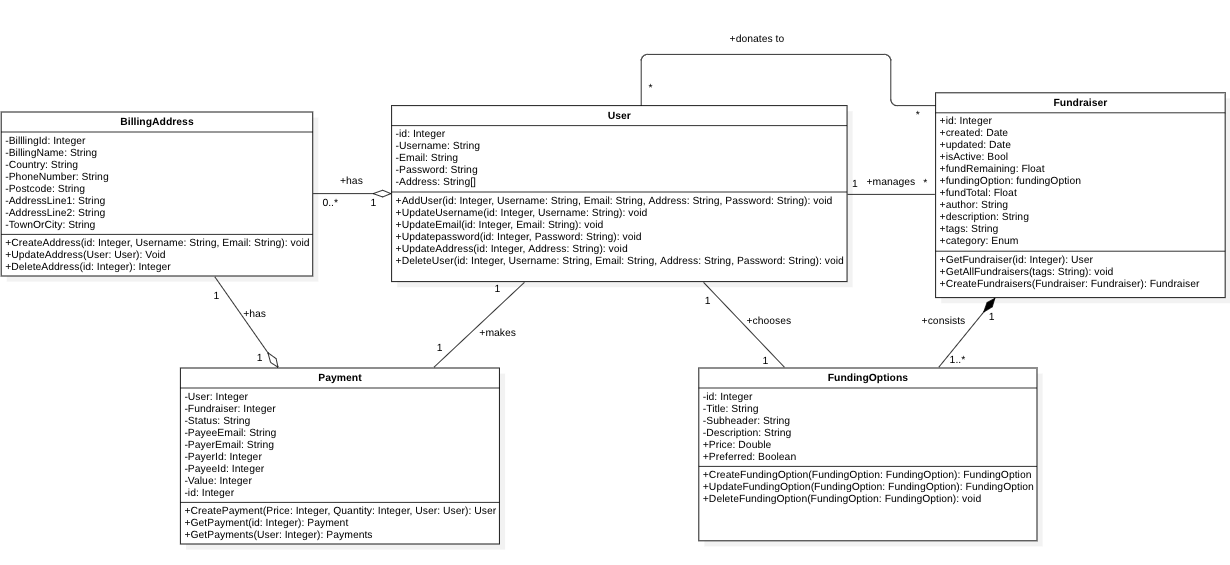 +donates to
*
*
BillingAddress
-BilllingId: Integer
-BillingName: String
-Country: String
-PhoneNumber: String
-Postcode: String
-AddressLine1: String
-AddressLine2: String
-TownOrCity: String
+CreateAddress(id: Integer, Username: String, Email: String): void
+UpdateAddress(User: User): Void
+DeleteAddress(id: Integer): Integer
+has
0..*
1
User
-id: Integer
-Username: String
-Email: String
-Password: String
-Address: String[]
+AddUser(id: Integer, Username: String, Email: String, Address: String, Password: String): void
+UpdateUsername(id: Integer, Username: String): void
+UpdateEmail(id: Integer, Email: String): void
+Updatepassword(id: Integer, Password: String): void
+UpdateAddress(id: Integer, Address: String): void
+DeleteUser(id: Integer, Username: String, Email: String, Address: String, Password: String): void
1
+manages
*
Fundraiser
+id: Integer
+created: Date
+updated: Date
+isActive: Bool
+fundRemaining: Float
+fundingOption: fundingOption
+fundTotal: Float
+author: String
+description: String
+tags: String
+category: Enum
+GetFundraiser(id: Integer): User
+GetAllFundraisers(tags: String): void
+CreateFundraisers(Fundraiser: Fundraiser): Fundraiser
1
+has
1
1
+makes
1
1
+chooses
1
+consists
1
1..*
Payment
-User: Integer
-Fundraiser: Integer
-Status: String
-PayeeEmail: String
-PayerEmail: String
-PayerId: Integer
-PayeeId: Integer
-Value: Integer
-id: Integer
+CreatePayment(Price: Integer, Quantity: Integer, User: User): User
+GetPayment(id: Integer): Payment
+GetPayments(User: Integer): Payments
FundingOptions
-id: Integer
-Title: String
-Subheader: String
-Description: String
+Price: Double
+Preferred: Boolean
+CreateFundingOption(FundingOption: FundingOption): FundingOption
+UpdateFundingOption(FundingOption: FundingOption): FundingOption
+DeleteFundingOption(FundingOption: FundingOption): void